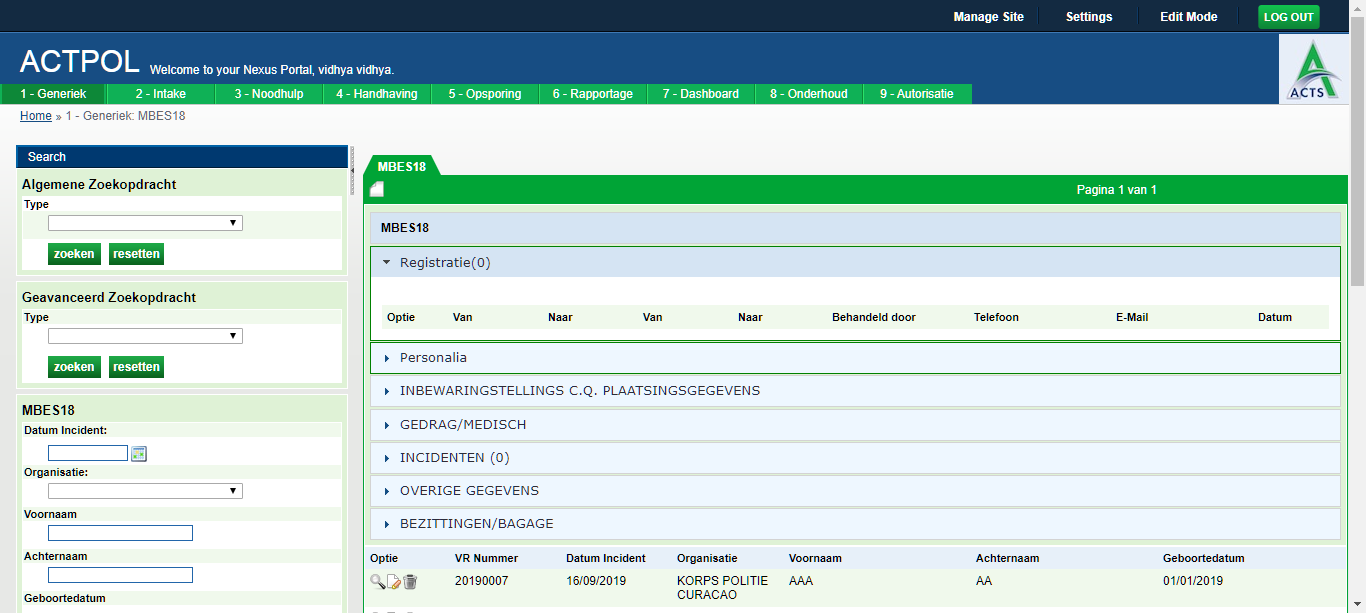 Manage Site Settings Edit Mode LOG OUT
ACTPOL Welcome to your Nexus Portal, vidhya vidhya.
ACTS
1 - Generiek 2 - Intake 3 - Noodhulp 4 - Handhaving 5 - Opsporing 6 - Rapportage 7 - Dashboard 8 - Onderhoud 9 - Autorisatie
Home » 1 - Generiek: MBES18
Search
Algemene Zoekopdracht
Type
zoeken resetten
Geavanceerd Zoekopdracht
Type
zoeken resetten
MBES18
Datum Incident:
Organisatie:
Voornaam
Achternaam
Geboortedatum
MBES18
Pagina 1 van 1
MBES18
Registratie(0)
Optie Van Naar Van Naar Behandeld door Telefoon E-Mail Datum
Personalia
INBEWARINGSTELLINGS C.Q. PLAATSINGSGEGEVENS
GEDRAG/MEDISCH
INCIDENTEN (0)
OVERIGE GEGEVENS
BEZITTINGEN/BAGAGE
Optie VR Nummer Datum Incident Organisatie Voornaam Achternaam Geboortedatum
20190007 16/09/2019 KORPS POLITIE AAA AA 01/01/2019
CURACAO